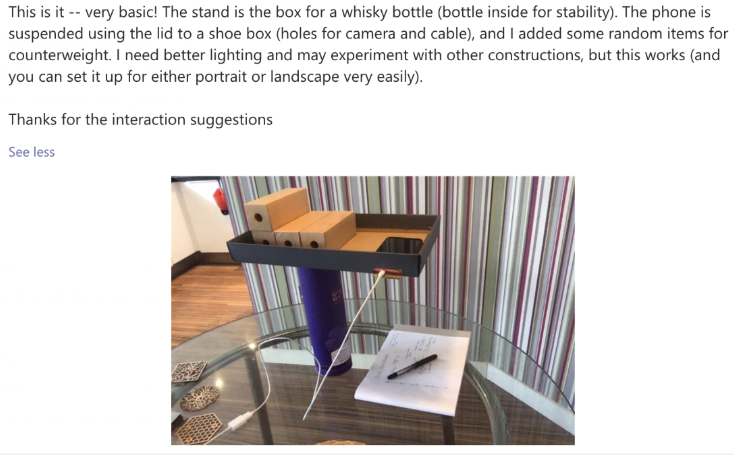 This is it -- very basic! The stand is the box for a whisky bottle (bottle inside for stability). The phone is
suspended using the lid to a shoe box (holes for camera and cable), and I added some random items for
counterweight. I need better lighting and may experiment with other constructions, but this works (and
you can set it up for either portrait or landscape very easily).
Thanks for the interaction suggestions
See less